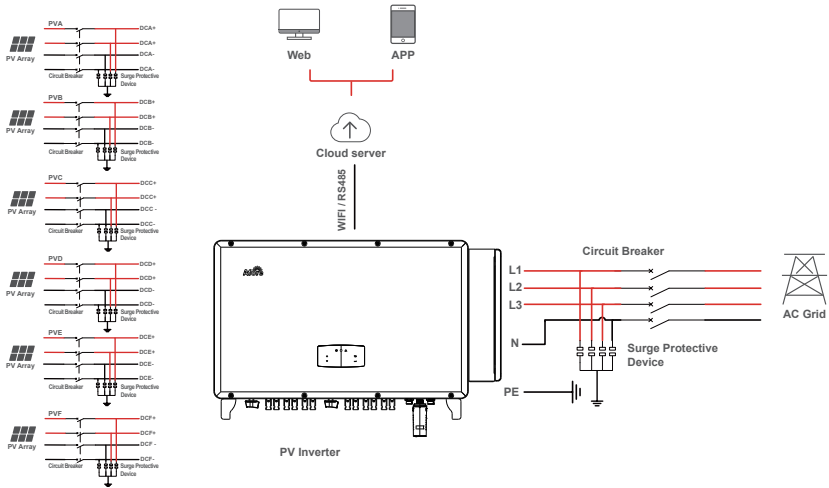 PVA
DCA+
DCA+
DCA-
DCA-
PV Array
Circuit Breaker
Surge Protective
Device
PVB
DCB+
DCB+
DCB-
DCB-
PV Array
Circuit Breaker
Surge Protective
Device
PVC
DCC+
DCC+
DCC -
DCC-
PV Array
Circuit Breaker
Surge Protective
Device
PVD
DCD+
DCD+
DCD-
DCD-
PV Array
Circuit Breaker
Surge Protective
Device
PVE
DCE+
DCE+
DCE-
DCE-
PV Array
Circuit Breaker
Surge Protective
Device
PVF
DCF+
DCF+
DCF -
DCF-
PV Array
Circuit Breaker
Surge Protective
Device
Web
APP
Cloud server
WIFI / RS485
PV Inverter
L1
L2
L3
N
PE
Circuit Breaker
Surge Protective
Device
AC Grid